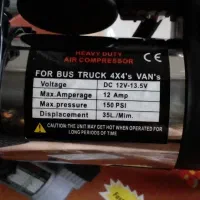 HEAVY DUTY
AIR COMPRESSOR
CE
FOR BUS TRUCK 4X4's VAN's
Voltage DC 12V-13.5V
Max.Amperage 12 Amp
Max.pressure 150 PSI
Displacement 35L./Mim.
CAUTION:THE UNIT MAY GET HOT WHEN OPERATED FOR
LONG PERIODS OF TIME